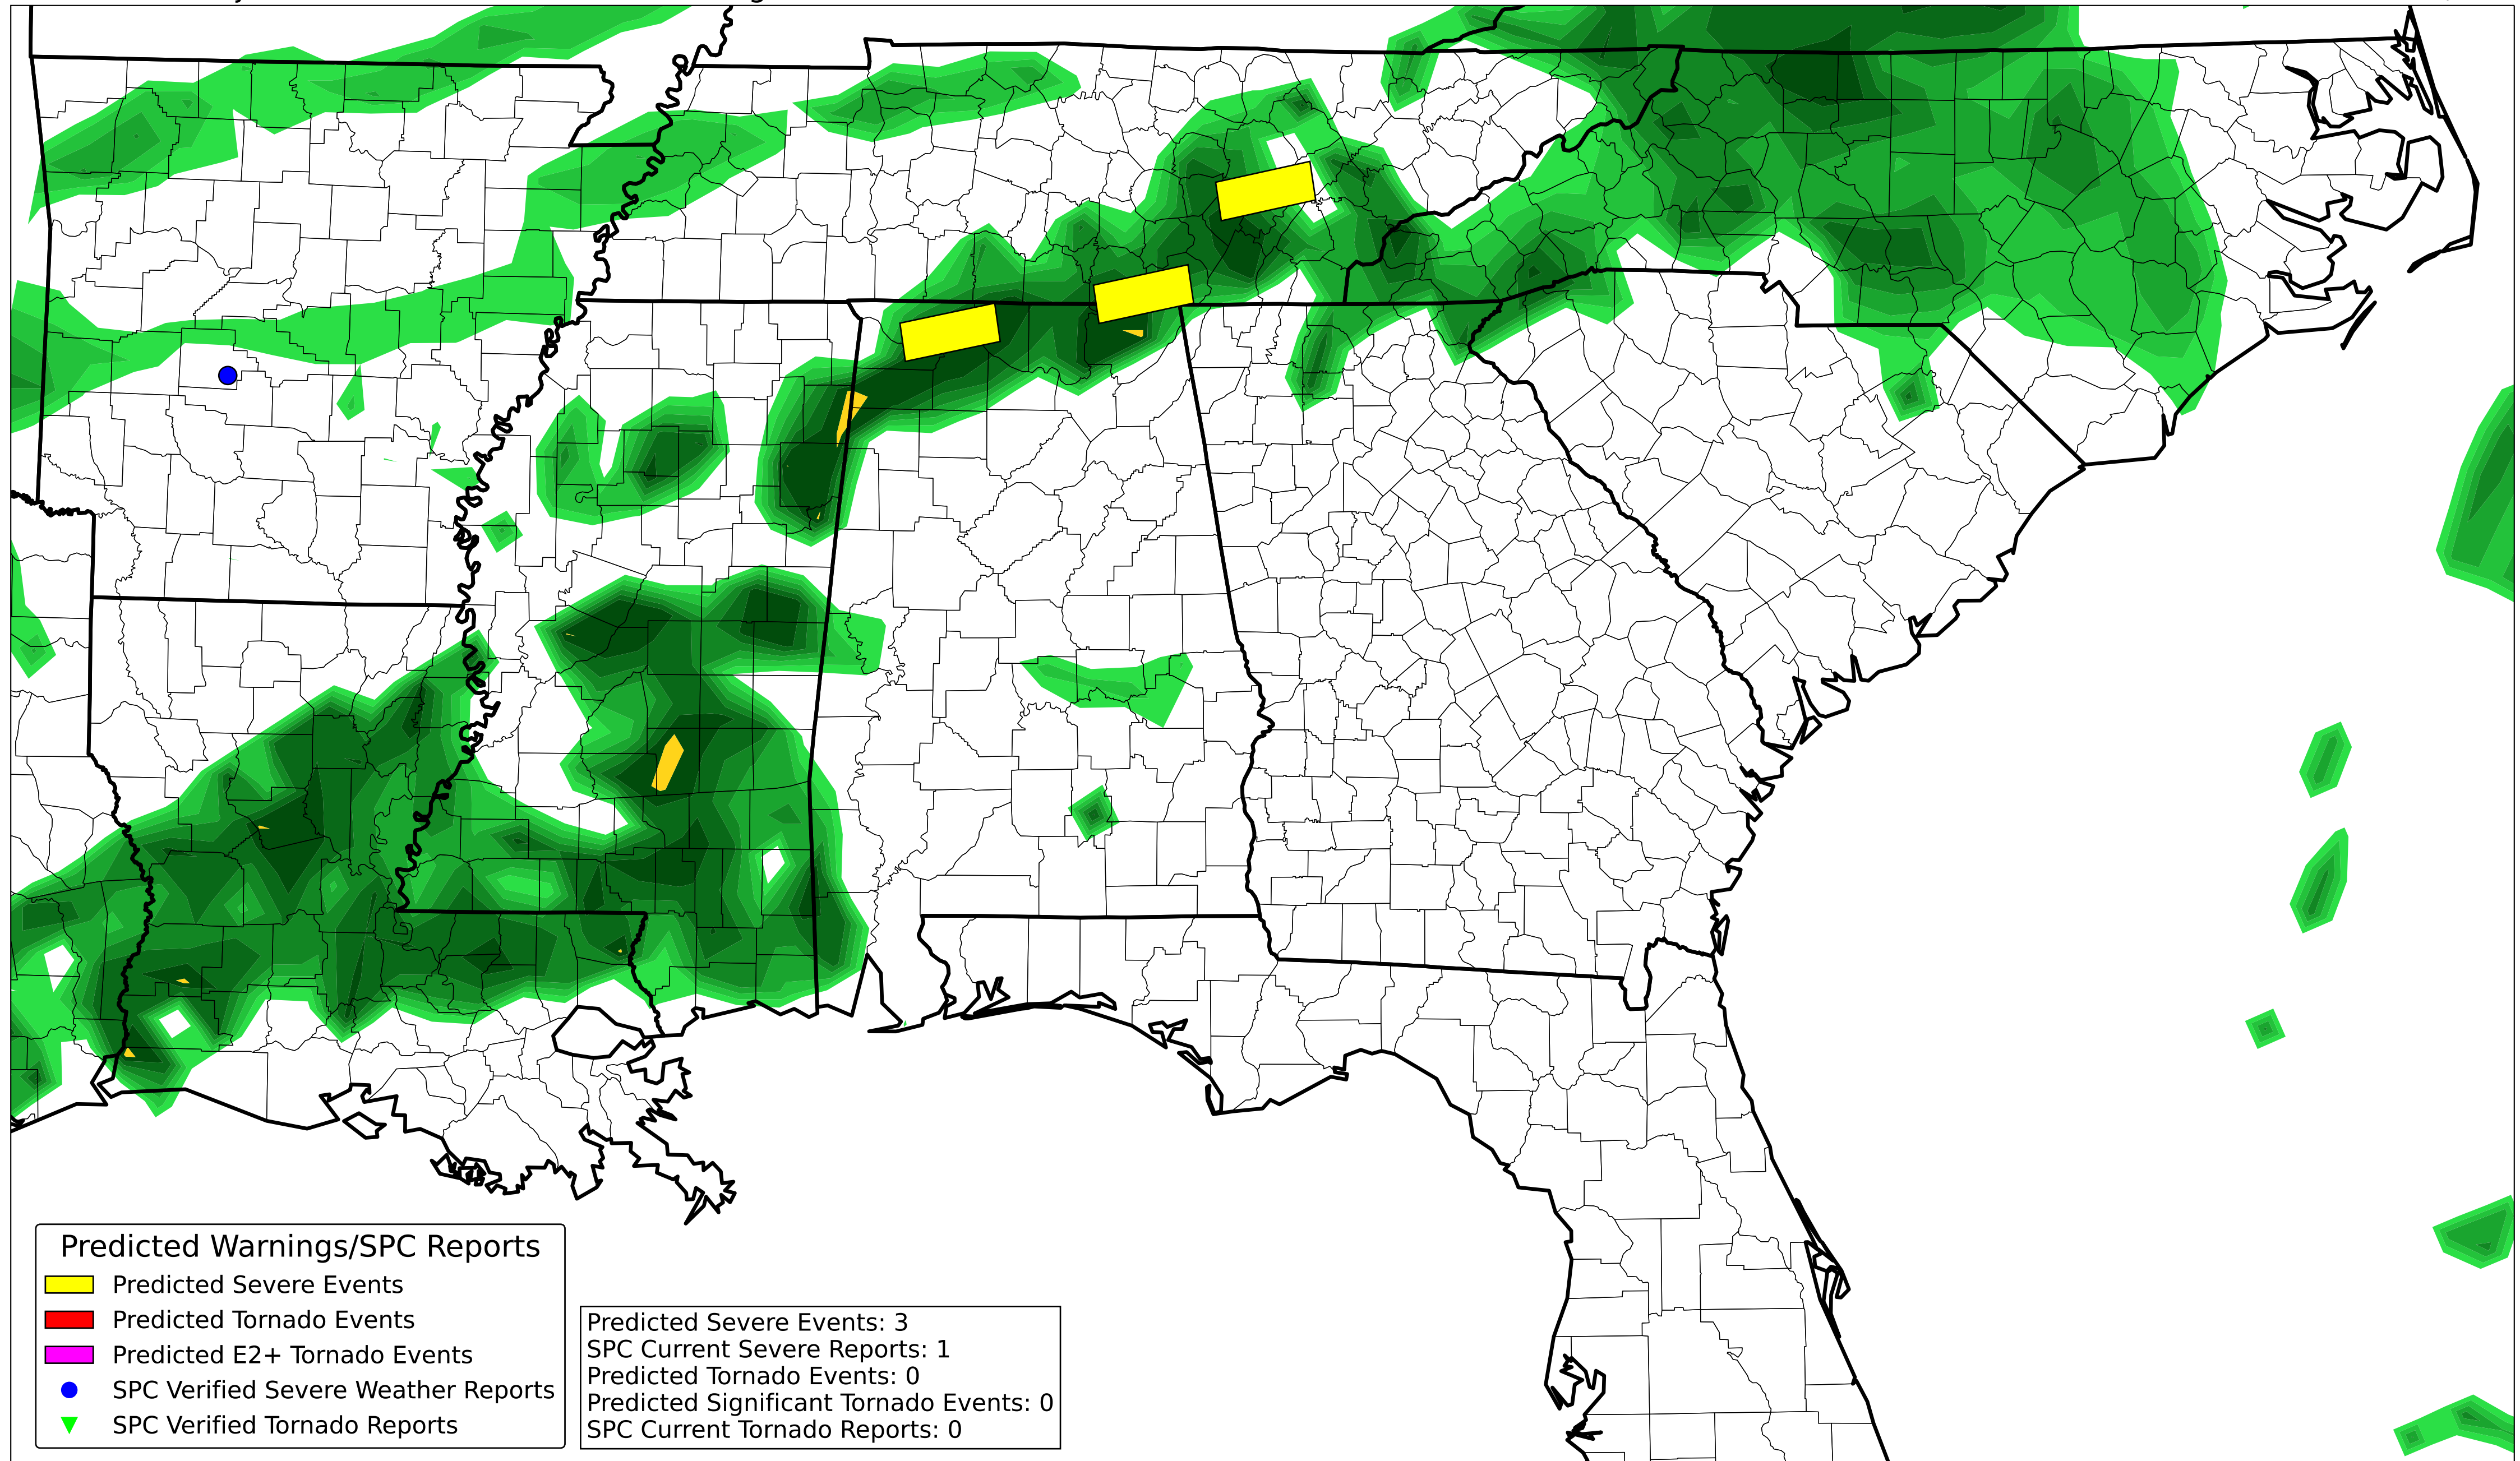 Predicted Warnings/SPC Reports
Predicted Severe Events
Predicted Tornado Events
Predicted E2+ Tornado Events
SPC Verified Severe Weather Reports
SPC Verified Tornado Reports
Predicted Severe Events: 3
SPC Current Severe Reports: 1
Predicted Tornado Events: 0
Predicted Significant Tornado Events: 0
SPC Current Tornado Reports: 0